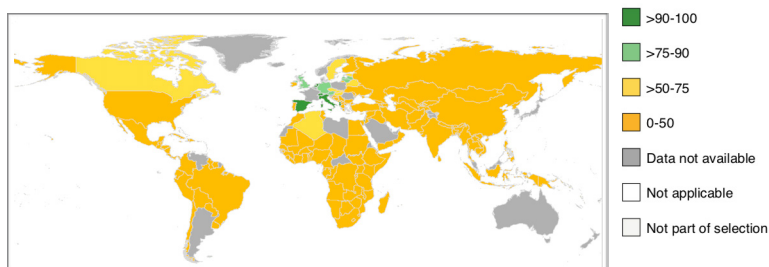 >90-100
>75-90
>50-75
0-50
Data not available
Not applicable
Not part of selection